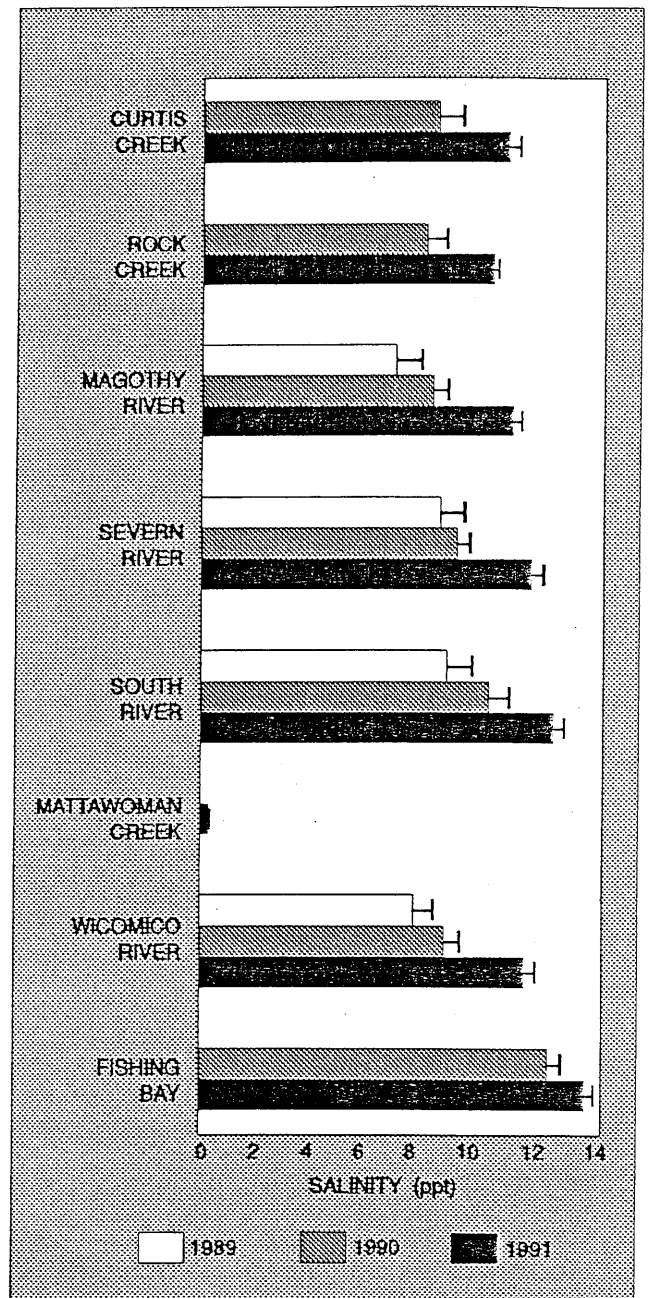 CURTIS
CREEK
ROCK
CREEK
MAGOTHY
RIVER
SEVERN
RIVER
SOUTH
RIVER
MATTAWOMAN
CREEK
WICOMICO
RIVER
FISHING
BAY
0 2 4 6 8 10 12 14
SALINITY (ppt)
1989 1990 1991